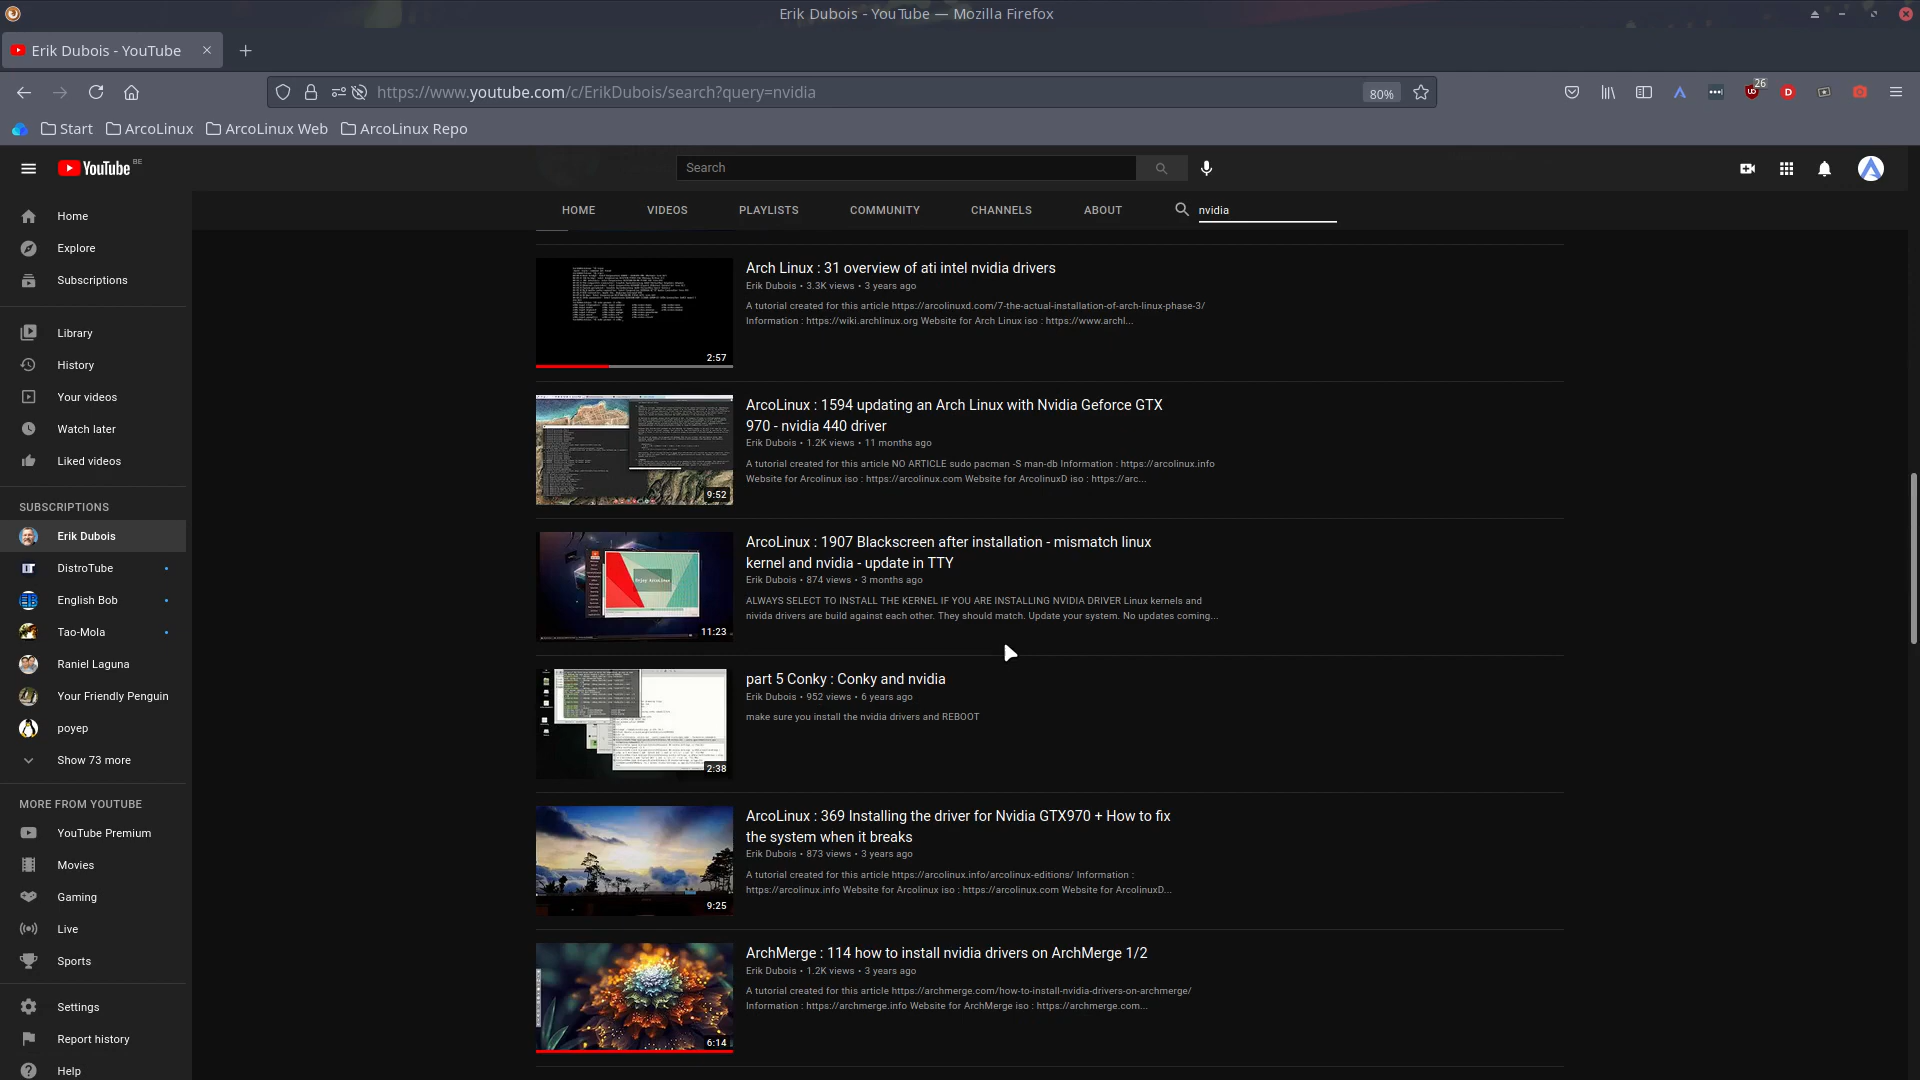 Erik Dubois - YouTube — Mozilla Firefox
Erik Dubois - YouTube
https://www.youtube.com/c/ErikDubois/search?query=nvidia
80%
26
Start
ArcoLinux
ArcoLinux Web
ArcoLinux Repo
YouTube BE
Search
HOME
VIDEOS
PLAYLISTS
COMMUNITY
CHANNELS
ABOUT
nvidia
Home
Explore
Subscriptions
Library
History
Your videos
Watch later
Liked videos
SUBSCRIPTIONS
Erik Dubois
DistroTube
English Bob
Tao-Mola
Raniel Laguna
Your Friendly Penguin
poyep
Show 73 more
MORE FROM YOUTUBE
YouTube Premium
Movies
Gaming
Live
Sports
Settings
Report history
Help
2:57
Arch Linux : 31 overview of ati intel nvidia drivers
Erik Dubois • 3.3K views • 3 years ago
A tutorial created for this article https://arcolinuxd.com/7-the-actual-installation-of-arch-linux-phase-3/
Information : https://wiki.archlinux.org Website for Arch Linux iso : https://www.archl...
9:52
ArcoLinux : 1594 updating an Arch Linux with Nvidia Geforce GTX
970 - nvidia 440 driver
Erik Dubois • 1.2K views • 11 months ago
A tutorial created for this article NO ARTICLE sudo pacman -S man-db Information : https://arcolinux.info
Website for Arcolinux iso : https://arcolinux.com Website for ArcolinuxD iso : https://arc...
11:23
ArcoLinux : 1907 Blackscreen after installation - mismatch linux
kernel and nvidia - update in TTY
Erik Dubois • 874 views • 3 months ago
ALWAYS SELECT TO INSTALL THE KERNEL IF YOU ARE INSTALLING NVIDIA DRIVER Linux kernels and
nivida drivers are build against each other. They should match. Update your system. No updates coming...
2:38
part 5 Conky : Conky and nvidia
Erik Dubois • 952 views • 6 years ago
make sure you install the nvidia drivers and REBOOT
9:25
ArcoLinux : 369 Installing the driver for Nvidia GTX970 + How to fix
the system when it breaks
Erik Dubois • 873 views • 3 years ago
A tutorial created for this article https://arcolinux.info/arcolinux-editions/ Information :
https://arcolinux.info Website for Arcolinux iso : https://arcolinux.com Website for ArcolinuxD...
6:14
ArchMerge : 114 how to install nvidia drivers on ArchMerge 1/2
Erik Dubois • 1.2K views • 3 years ago
A tutorial created for this article https://archmerge.com/how-to-install-nvidia-drivers-on-archmerge/
Information : https://archmerge.info Website for ArchMerge iso : https://archmerge.com...